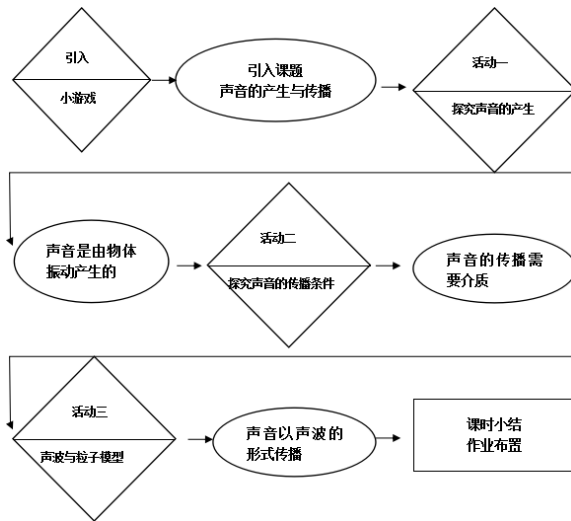 引入
小游戏
引入课题
声音的产生与传播
活动一
探究声音的产生
声音是由物体
振动产生的
活动二
探究声音的传播条件
声音的传播需
要介质
活动三
声波与粒子模型
声音以声波的
形式传播
课时小结
作业布置